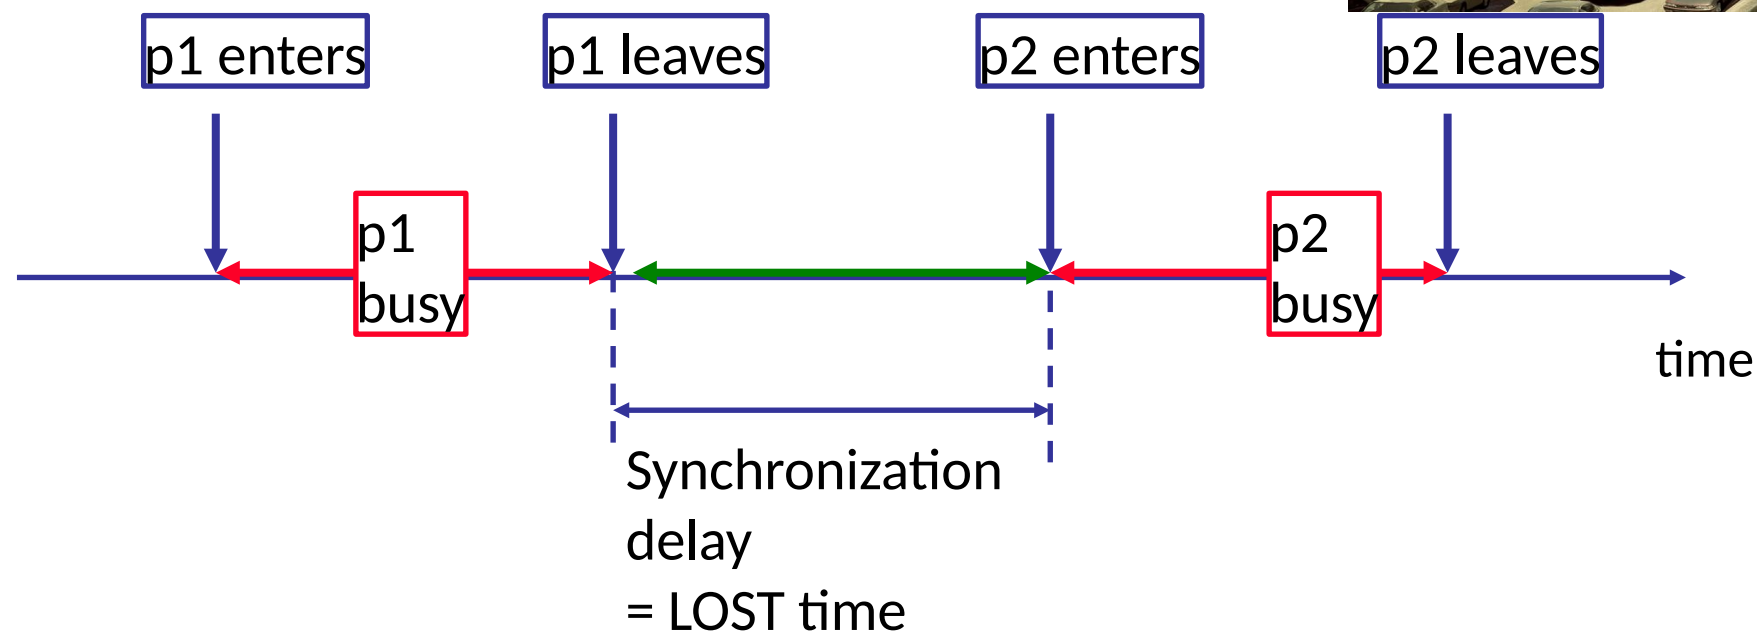 p1 enters
p1 leaves
p2 enters
p2 leaves
p1
busy
p2
busy
time
Synchronization
delay
= LOST time